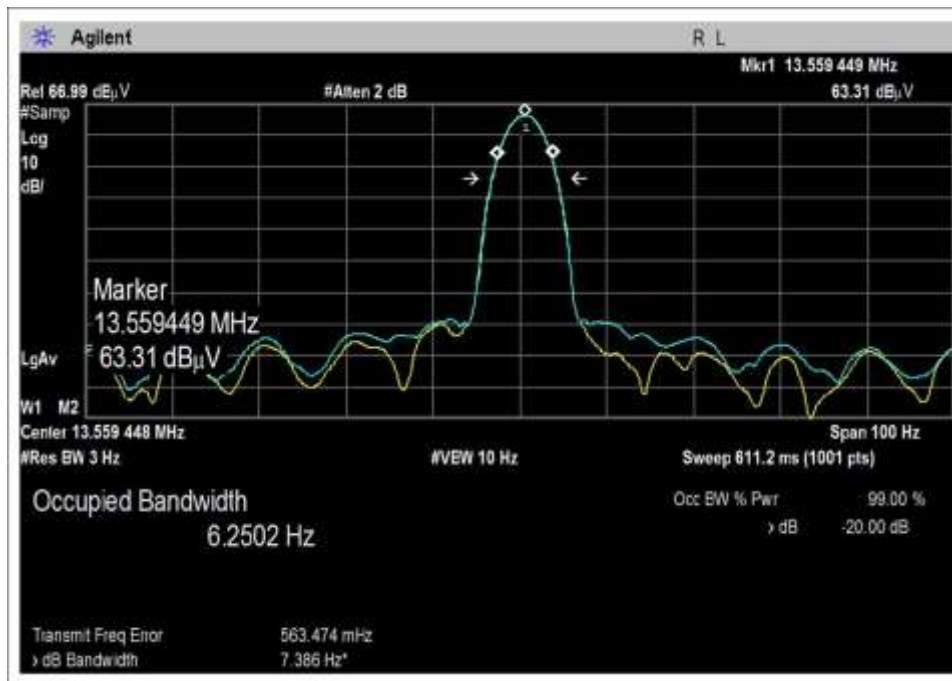 Agilent R L
Mkr1 13.559 449 MHz
Ref 66.99 dBµV #Atten 2 dB 63.31 dBµV
#Samp
Log
10
dB/
1
Marker
13.559449 MHz
63.31 dBµV
LgAv
W1 M2
Center 13.559 448 MHz Span 100 Hz
#Res BW 3 Hz #VBW 10 Hz Sweep 611.2 ms (1001 pts)
Occupied Bandwidth Occ BW % Pwr 99.00 %
6.2502 Hz x dB -20.00 dB
Transmit Freq Error 563.474 mHz
x dB Bandwidth 7.386 Hz*